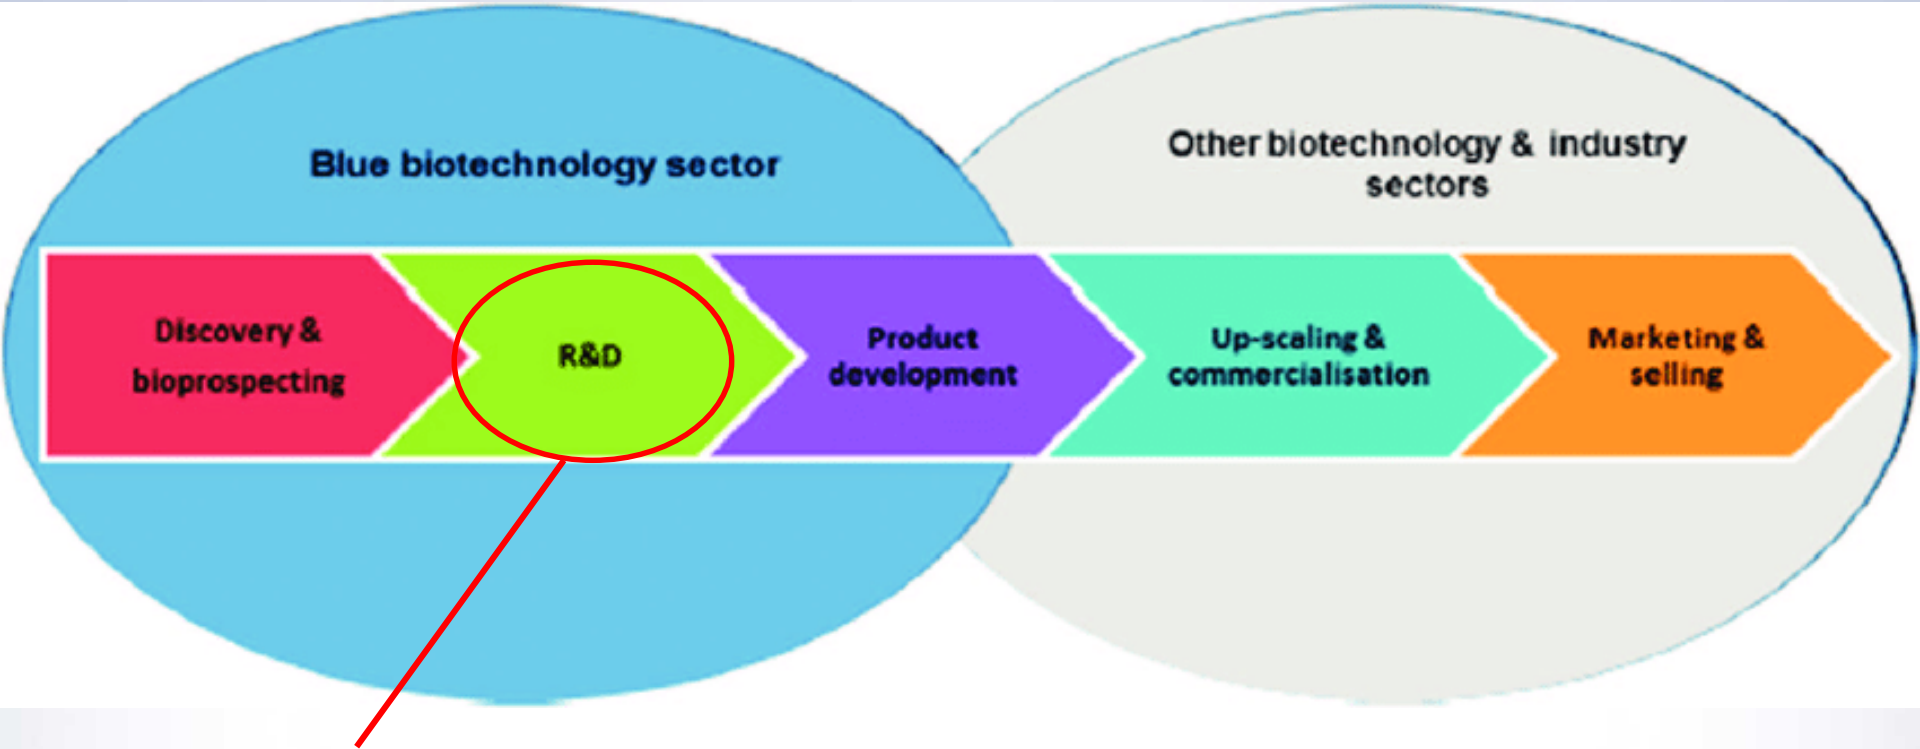 Blue biotechnology sector
Other biotechnology & industry
sectors
Discovery &
bioprospecting
R&D
Product
development
Up-scaling &
commercialisation
Marketing &
selling